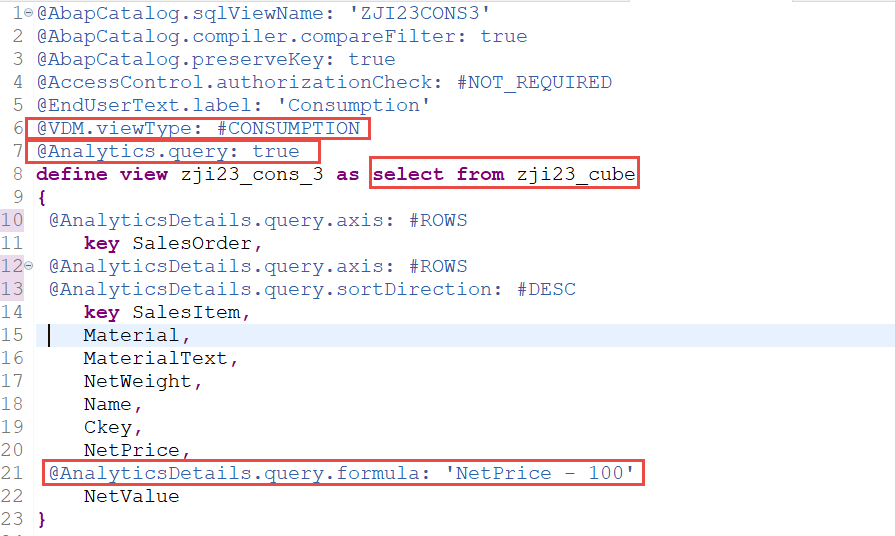 1 @AbapCatalog.sqlViewName: 'ZJI23CONS3'
2 @AbapCatalog.compiler.compareFilter: true
3 @AbapCatalog.preserveKey: true
4 @AccessControl.authorizationCheck: #NOT_REQUIRED
5 @EndUserText.label: 'Consumption'
6 @VDM.viewType: #CONSUMPTION
7 @Analytics.query: true
8 define view zji23_cons_3 as select from zji23_cube
9 {
10 @AnalyticsDetails.query.axis: #ROWS
11 key SalesOrder,
12 @AnalyticsDetails.query.axis: #ROWS
13 @AnalyticsDetails.query.sortDirection: #DESC
14 key SalesItem,
15 Material,
16 MaterialText,
17 NetWeight,
18 Name,
19 Ckey,
20 NetPrice,
21 @AnalyticsDetails.query.formula: 'NetPrice - 100'
22 NetValue
23 }